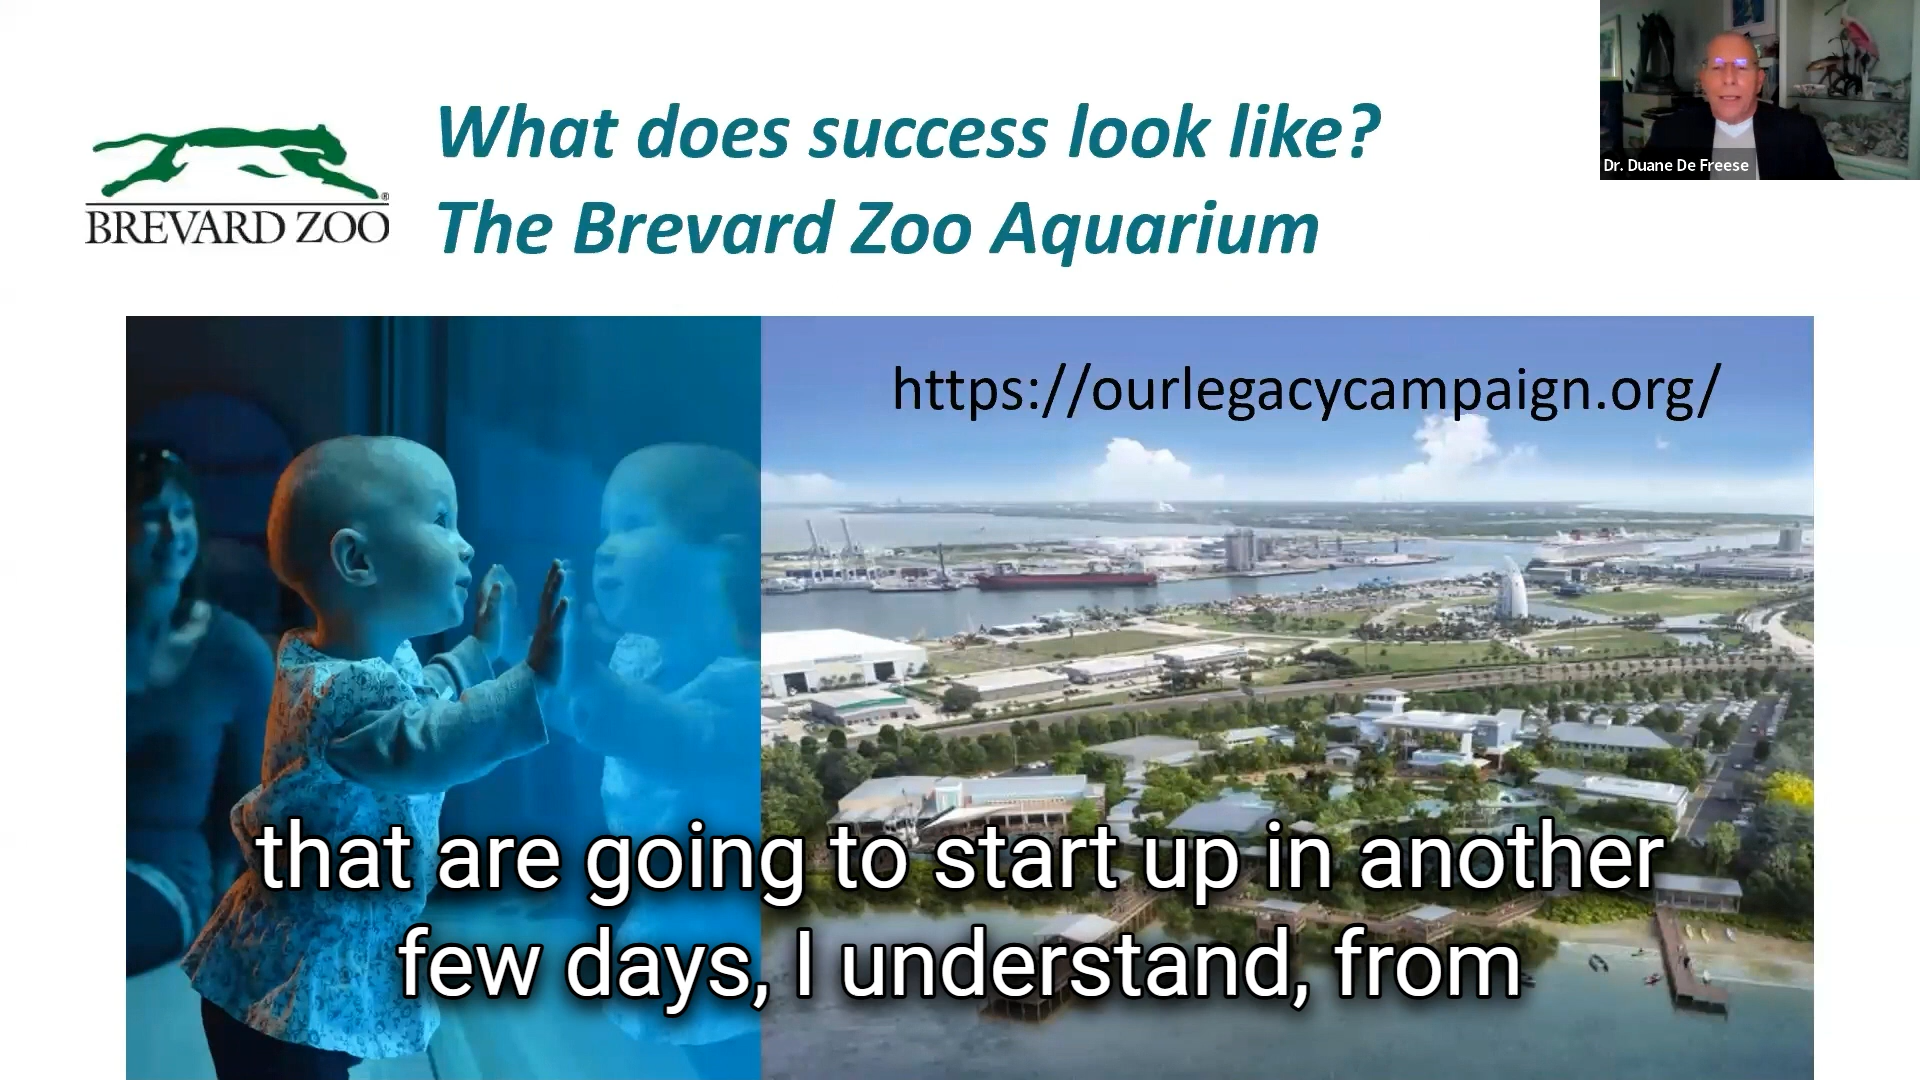 What does success look like?
The Brevard Zoo Aquarium
BREVARD ZOO
®
Dr. Duane De Freese
https://ourlegacycampaign.org/
that are going to start up in another
few days, I understand, from